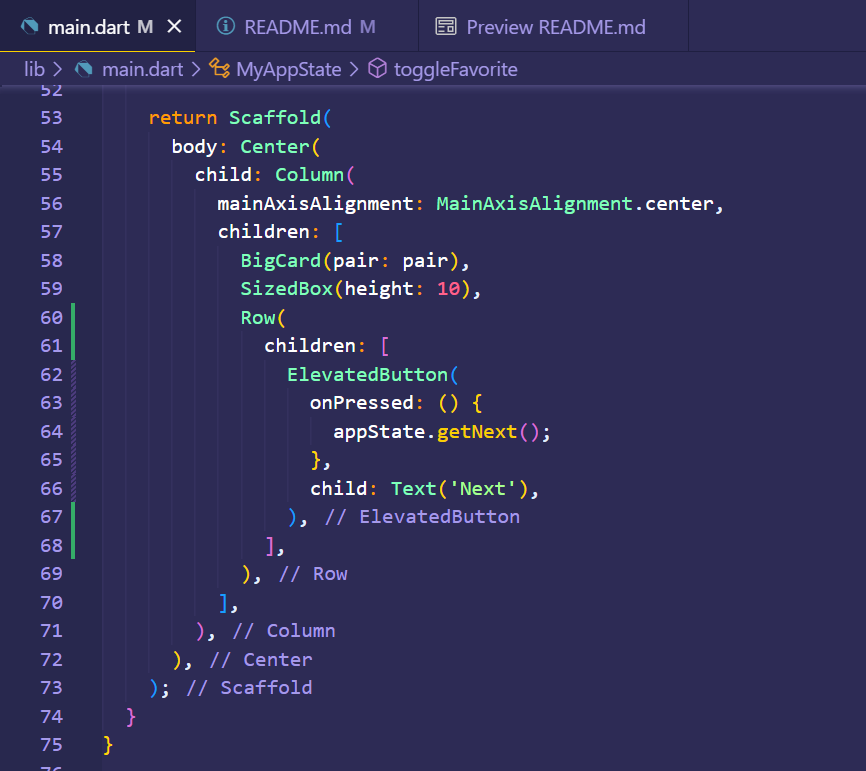 main.dart M README.md M Preview README.md
lib > main.dart > MyAppState > toggleFavorite
52
53 return Scaffold(
54 body: Center(
55 child: Column(
56 mainAxisAlignment: MainAxisAlignment.center,
57 children: [
58 BigCard(pair: pair),
59 SizedBox(height: 10),
60 Row(
61 children: [
62 ElevatedButton(
63 onPressed: () {
64 appState.getNext();
65 },
66 child: Text('Next'),
67 ), // ElevatedButton
68 ],
69 ), // Row
70 ],
71 ), // Column
72 ), // Center
73 ); // Scaffold
74 }
75 }
76